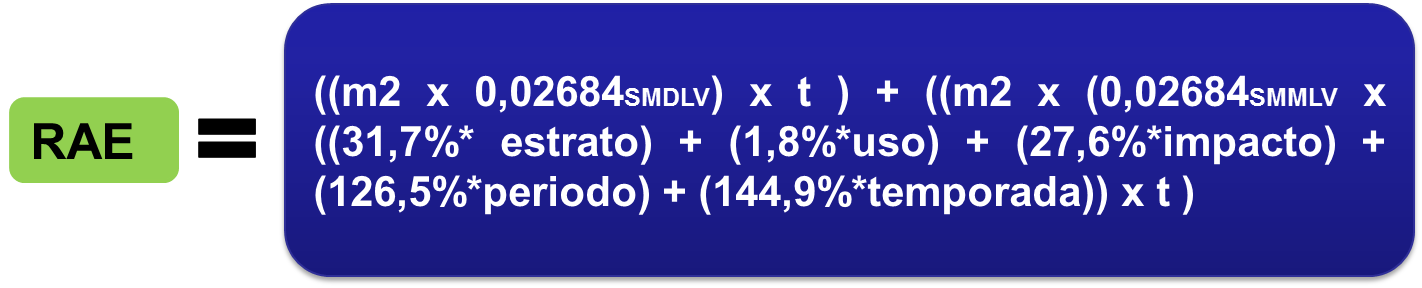 RAE =
((m2 x 0,02684SMDLV) x t ) + ((m2 x (0,02684SMMLV x
((31,7%* estrato) + (1,8%*uso) + (27,6%*impacto) +
(126,5%*periodo) + (144,9%*temporada)) x t )